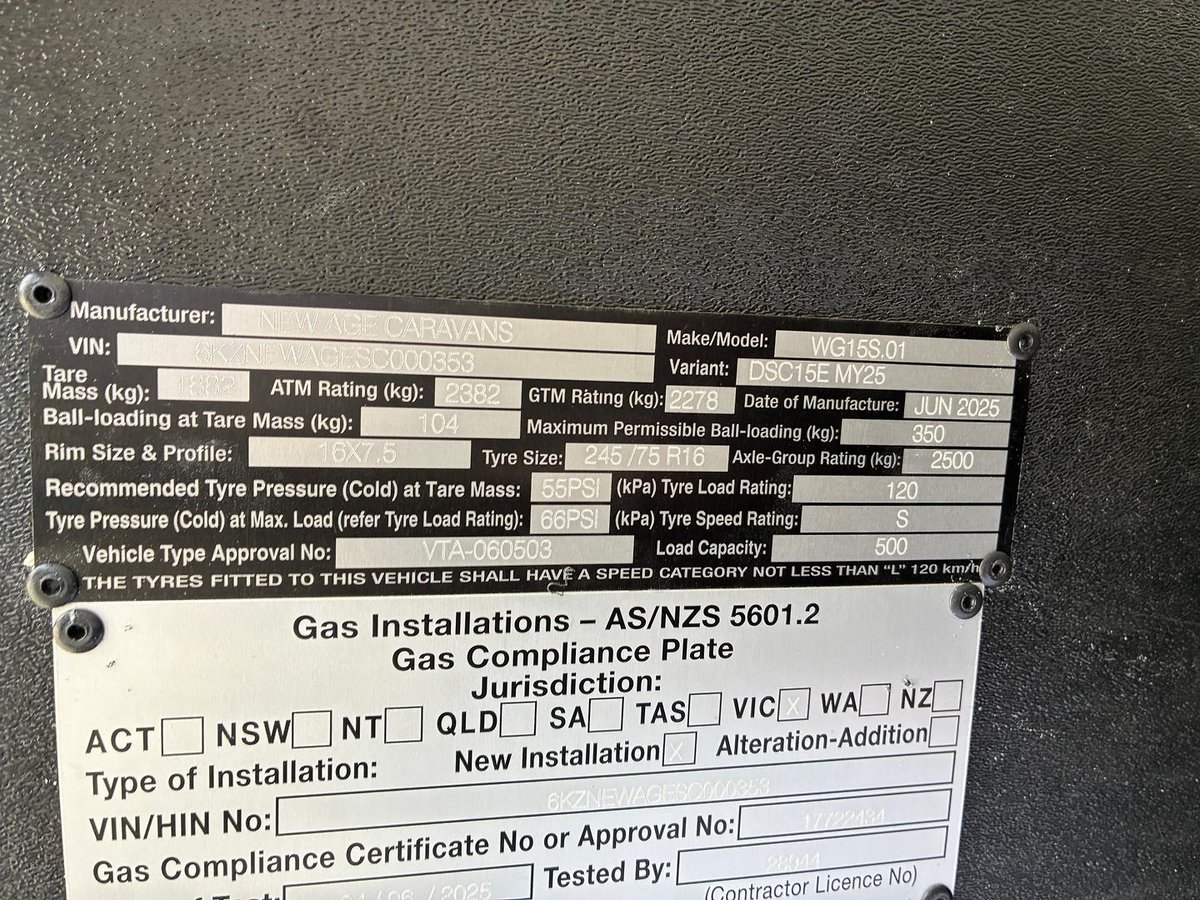 Manufacturer: NEW AGE CARAVANS Make/Model: WG15S.01
VIN: 6KZNEWAGESC000353 Variant: DSC15E MY25
Tare Mass (kg): 1882 ATM Rating (kg): 2382 GTM Rating (kg): 2278 Date of Manufacture: JUN 2025
Ball-loading at Tare Mass (kg): 104 Maximum Permissible Ball-loading (kg): 350
Rim Size & Profile: 16X7.5 Tyre Size: 245 /75 R16 Axle-Group Rating (kg): 2500
Recommended Tyre Pressure (Cold) at Tare Mass: 55PSI (kPa) Tyre Load Rating: 120
Tyre Pressure (Cold) at Max. Load (refer Tyre Load Rating): 66PSI (kPa) Tyre Speed Rating: S
Vehicle Type Approval No: VTA-060503 Load Capacity: 500
THE TYRES FITTED TO THIS VEHICLE SHALL HAVE A SPEED CATEGORY NOT LESS THAN "L" 120 km/h
Gas Installations – AS/NZS 5601.2
Gas Compliance Plate
Jurisdiction:
ACT NSW NT QLD SA TAS VIC X WA NZ
Type of Installation: New Installation X Alteration-Addition
VIN/HIN No: 6KZNEWAGESC000353
Gas Compliance Certificate No or Approval No: 17722434
Tested By: 28944
(Contractor Licence No)
/ 06 / 2025